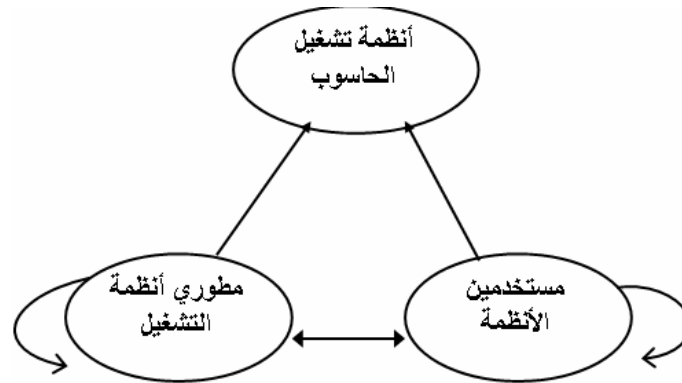 أنظمة تشغيل
الحاسوب
مطوري أنظمة
التشغيل
مستخدمين
الأنظمة